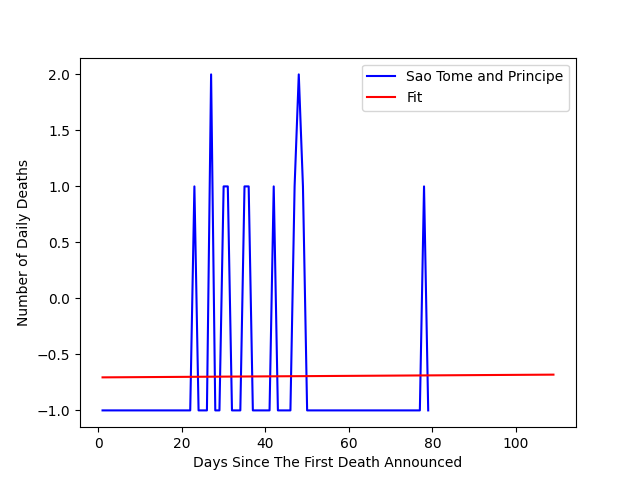 Sao Tome and Principe
Fit
2.0
1.5
1.0
0.5
0.0
−0.5
−1.0
Number of Daily Deaths
0 20 40 60 80 100
Days Since The First Death Announced